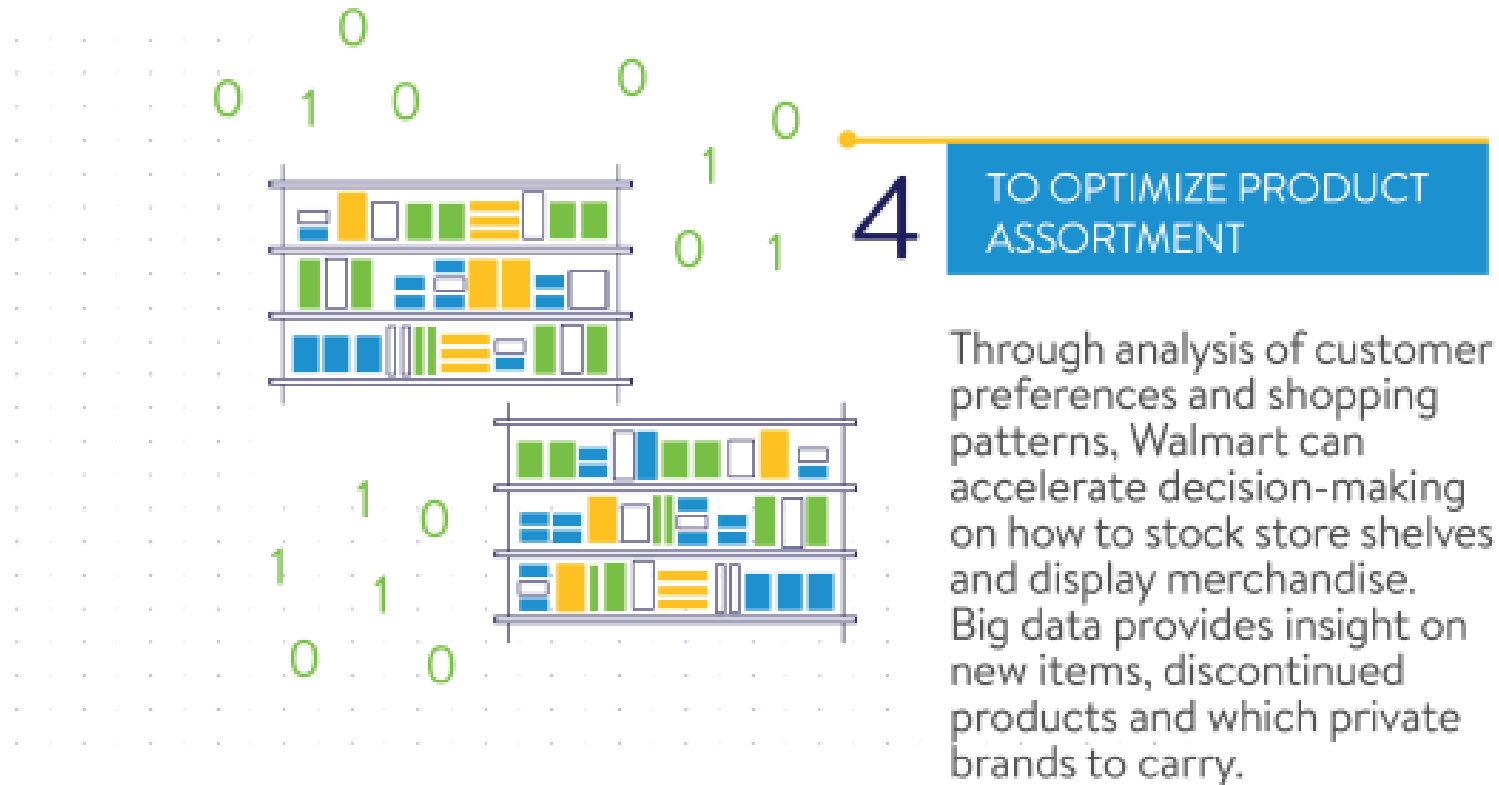 0
0 1 0
0
0
1
0 1
4
TO OPTIMIZE PRODUCT
ASSORTMENT
Through analysis of customer
preferences and shopping
patterns, Walmart can
accelerate decision-making
on how to stock store shelves
and display merchandise.
Big data provides insight on
new items, discontinued
products and which private
brands to carry.
1 0
1
1
0 0